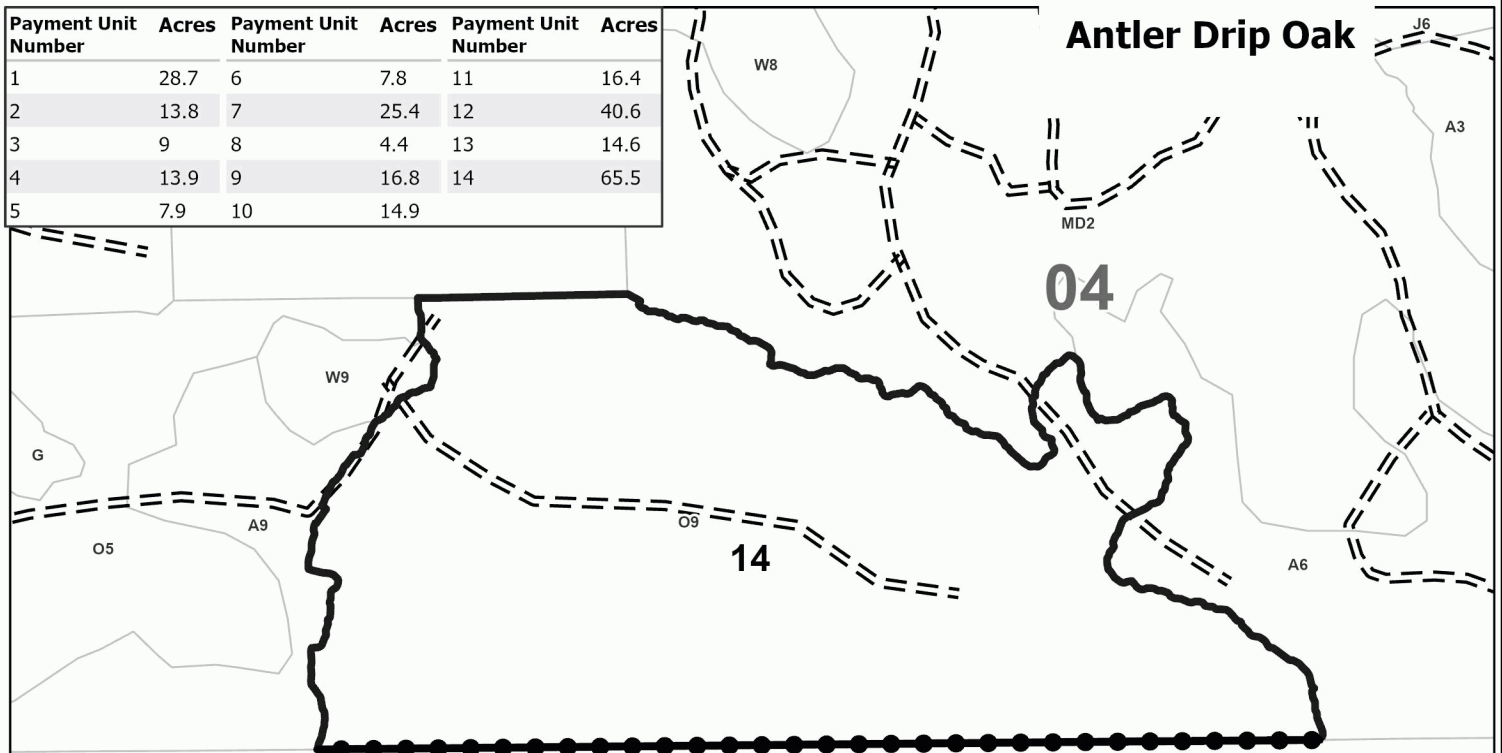 Payment Unit Number Acres Payment Unit Number Acres Payment Unit Number Acres
1 28.7 6 7.8 11 16.4
2 13.8 7 25.4 12 40.6
3 9 8 4.4 13 14.6
4 13.9 9 16.8 14 65.5
5 7.9 10 14.9
Antler Drip Oak
J6
W8
A3
MD2
04
W9
G
O9
A9
O5
14
A6